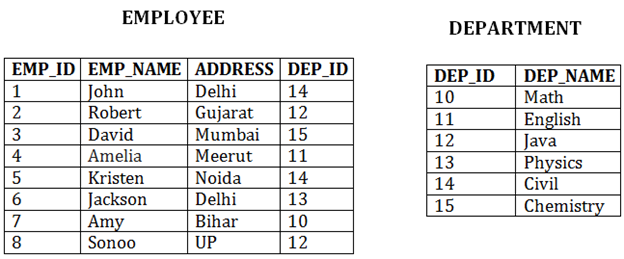 EMPLOYEE
EMP_ID EMP_NAME ADDRESS DEP_ID
1 John Delhi 14
2 Robert Gujarat 12
3 David Mumbai 15
4 Amelia Meerut 11
5 Kristen Noida 14
6 Jackson Delhi 13
7 Amy Bihar 10
8 Sonoo UP 12
DEPARTMENT
DEP_ID DEP_NAME
10 Math
11 English
12 Java
13 Physics
14 Civil
15 Chemistry